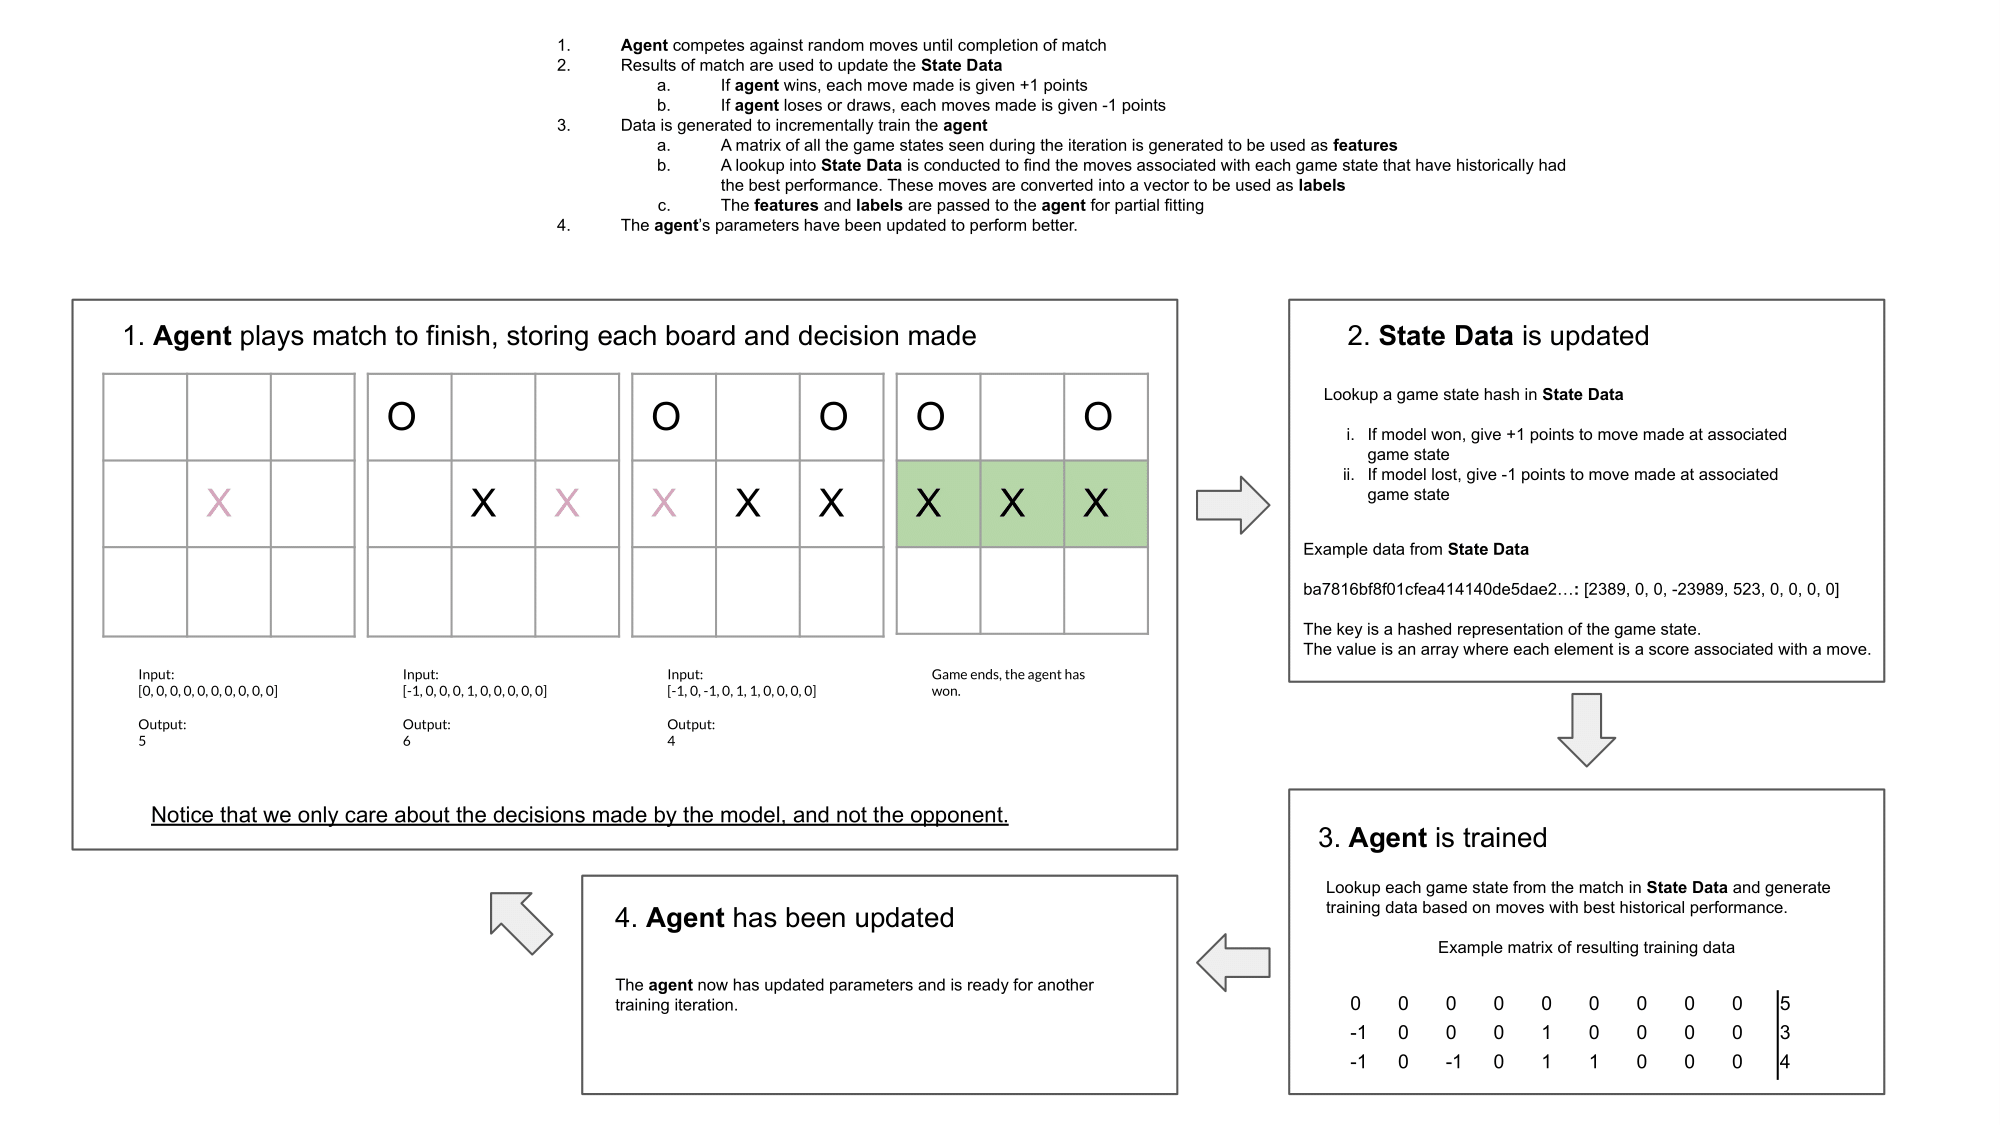 1. Agent competes against random moves until completion of match
2. Results of match are used to update the State Data
a. If agent wins, each move made is given +1 points
b. If agent loses or draws, each moves made is given -1 points
3. Data is generated to incrementally train the agent
a. A matrix of all the game states seen during the iteration is generated to be used as features
b. A lookup into State Data is conducted to find the moves associated with each game state that have historically had
the best performance. These moves are converted into a vector to be used as labels
c. The features and labels are passed to the agent for partial fitting
4. The agent's parameters have been updated to perform better.
1. Agent plays match to finish, storing each board and decision made
X
O
X X
O O
X X X
O O
X X X
Input:
[0, 0, 0, 0, 0, 0, 0, 0, 0, 0]
Output:
5
Input:
[-1, 0, 0, 0, 1, 0, 0, 0, 0, 0]
Output:
6
Input:
[-1, 0, -1, 0, 1, 1, 0, 0, 0, 0]
Output:
4
Game ends, the agent has
won.
Notice that we only care about the decisions made by the model, and not the opponent.
2. State Data is updated
Lookup a game state hash in State Data
i. If model won, give +1 points to move made at associated
game state
ii. If model lost, give -1 points to move made at associated
game state
Example data from State Data
ba7816bf8f01cfea414140de5dae2…: [2389, 0, 0, -23989, 523, 0, 0, 0, 0]
The key is a hashed representation of the game state.
The value is an array where each element is a score associated with a move.
3. Agent is trained
Lookup each game state from the match in State Data and generate
training data based on moves with best historical performance.
Example matrix of resulting training data
0 0 0 0 0 0 0 0 0 5
-1 0 0 0 1 0 0 0 0 3
-1 0 -1 0 1 1 0 0 0 4
4. Agent has been updated
The agent now has updated parameters and is ready for another
training iteration.